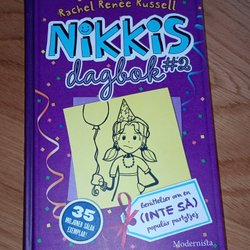 Rachel Renée Russell
NIKKIS
dagbok #2
35
MILJONER SÅLDA
EXEMPLAR!
Berättelser om en
(INTE SÅ)
populär partytjej
Modernista